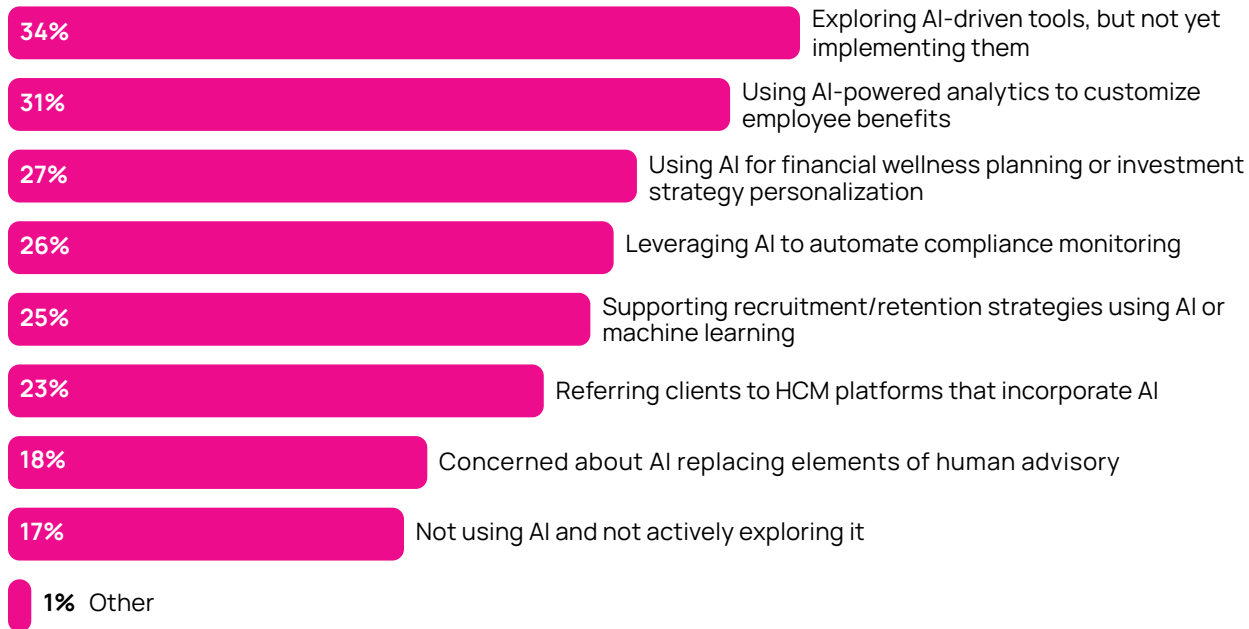 34%
Exploring AI-driven tools, but not yet
implementing them
31%
Using AI-powered analytics to customize
employee benefits
27%
Using AI for financial wellness planning or investment
strategy personalization
26%
Leveraging AI to automate compliance monitoring
25%
Supporting recruitment/retention strategies using AI or
machine learning
23%
Referring clients to HCM platforms that incorporate AI
18%
Concerned about AI replacing elements of human advisory
17%
Not using AI and not actively exploring it
1% Other